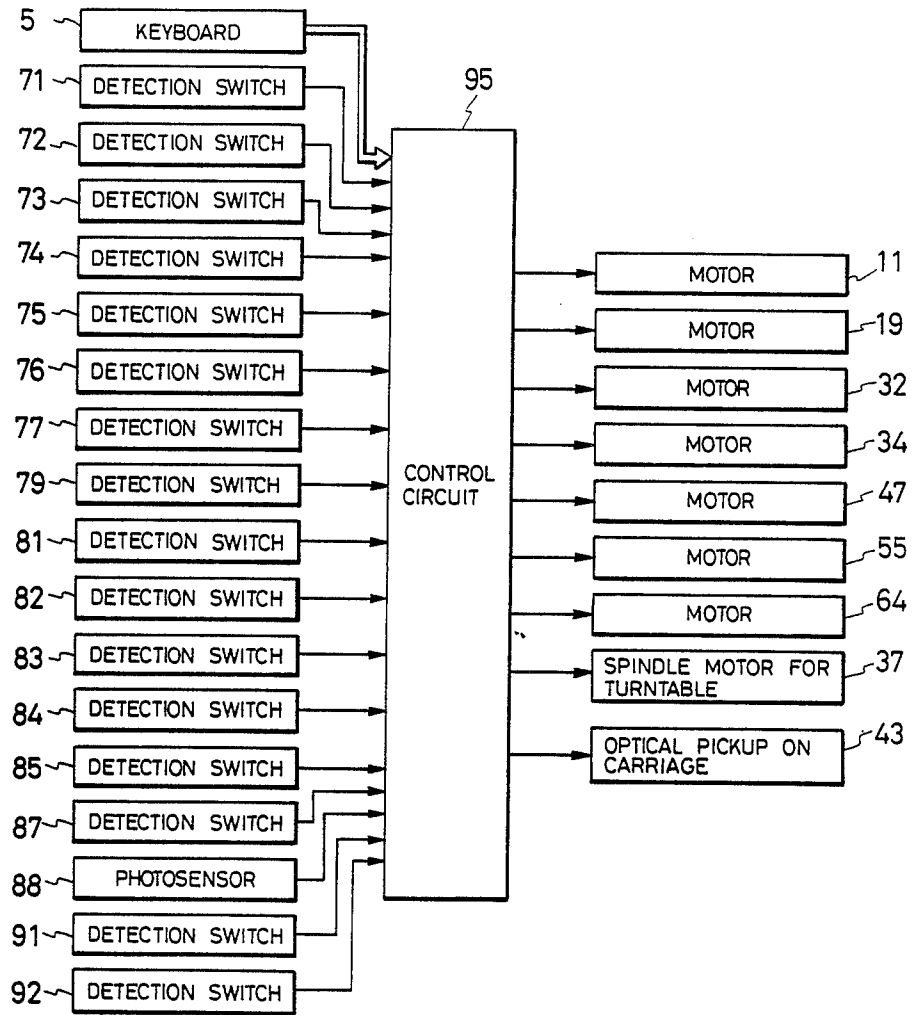 5 KEYBOARD
71 DETECTION SWITCH
72 DETECTION SWITCH
73 DETECTION SWITCH
74 DETECTION SWITCH
75 DETECTION SWITCH
76 DETECTION SWITCH
77 DETECTION SWITCH
79 DETECTION SWITCH
81 DETECTION SWITCH
82 DETECTION SWITCH
83 DETECTION SWITCH
84 DETECTION SWITCH
85 DETECTION SWITCH
87 DETECTION SWITCH
88 PHOTOSENSOR
91 DETECTION SWITCH
92 DETECTION SWITCH
95
CONTROL
CIRCUIT
MOTOR 11
MOTOR 19
MOTOR 32
MOTOR 34
MOTOR 47
MOTOR 55
MOTOR 64
SPINDLE MOTOR FOR 37
TURNTABLE
OPTICAL PICKUP ON 43
CARRIAGE